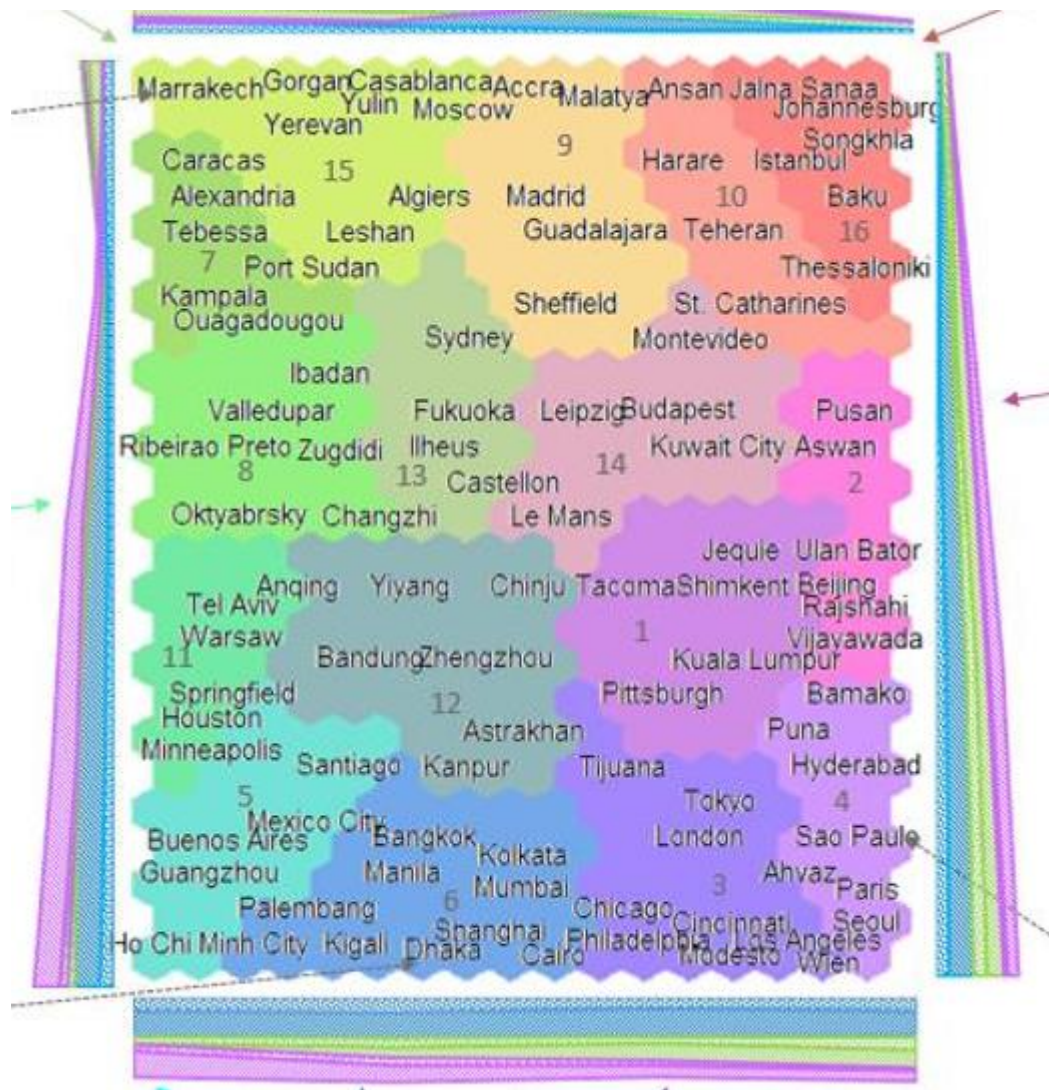 Marrakech Gorgan Casablanca Accra Malatya Ansan Jalna Sanaa
Yulin Moscow Johannesburg
Yerevan 9 Songkhla
Caracas 15 Harare Istanbul
Alexandria Algiers Madrid 10 Baku
Tebessa Leshan Guadalajara Teheran 16
7 Port Sudan Thessaloniki
Kampala Sheffield St. Catharines
Ouagadougou Sydney Montevideo
Ibadan
Valledupar Fukuoka Leipzig Budapest Pusan
Ribeirao Preto Zugdidi Ilheus Kuwait City Aswan
8 13 Castellon 14 2
Oktyabrsky Changzhi Le Mans
Jequie Ulan Bator
Anqing Yiyang Chinju Tacoma Shimkent Beijing
Tel Aviv Rajshahi
Warsaw 1 Vijayawada
11 Bandung Zhengzhou Kuala Lumpur
Springfield 12 Pittsburgh Bamako
Houston Astrakhan Puna
Minneapolis Santiago Kanpur Tijuana Hyderabad
5 Tokyo 4
Mexico City Bangkok London Sao Paulo
Buenos Aires Kolkata
Guangzhou Manila Mumbai 3 Ahvaz Paris
Palembang 6 Chicago Cincinnati Seoul
Shanghai
Ho Chi Minh City Kigali Dhaka Cairo Philadelphia Modesto Los Angeles Wien